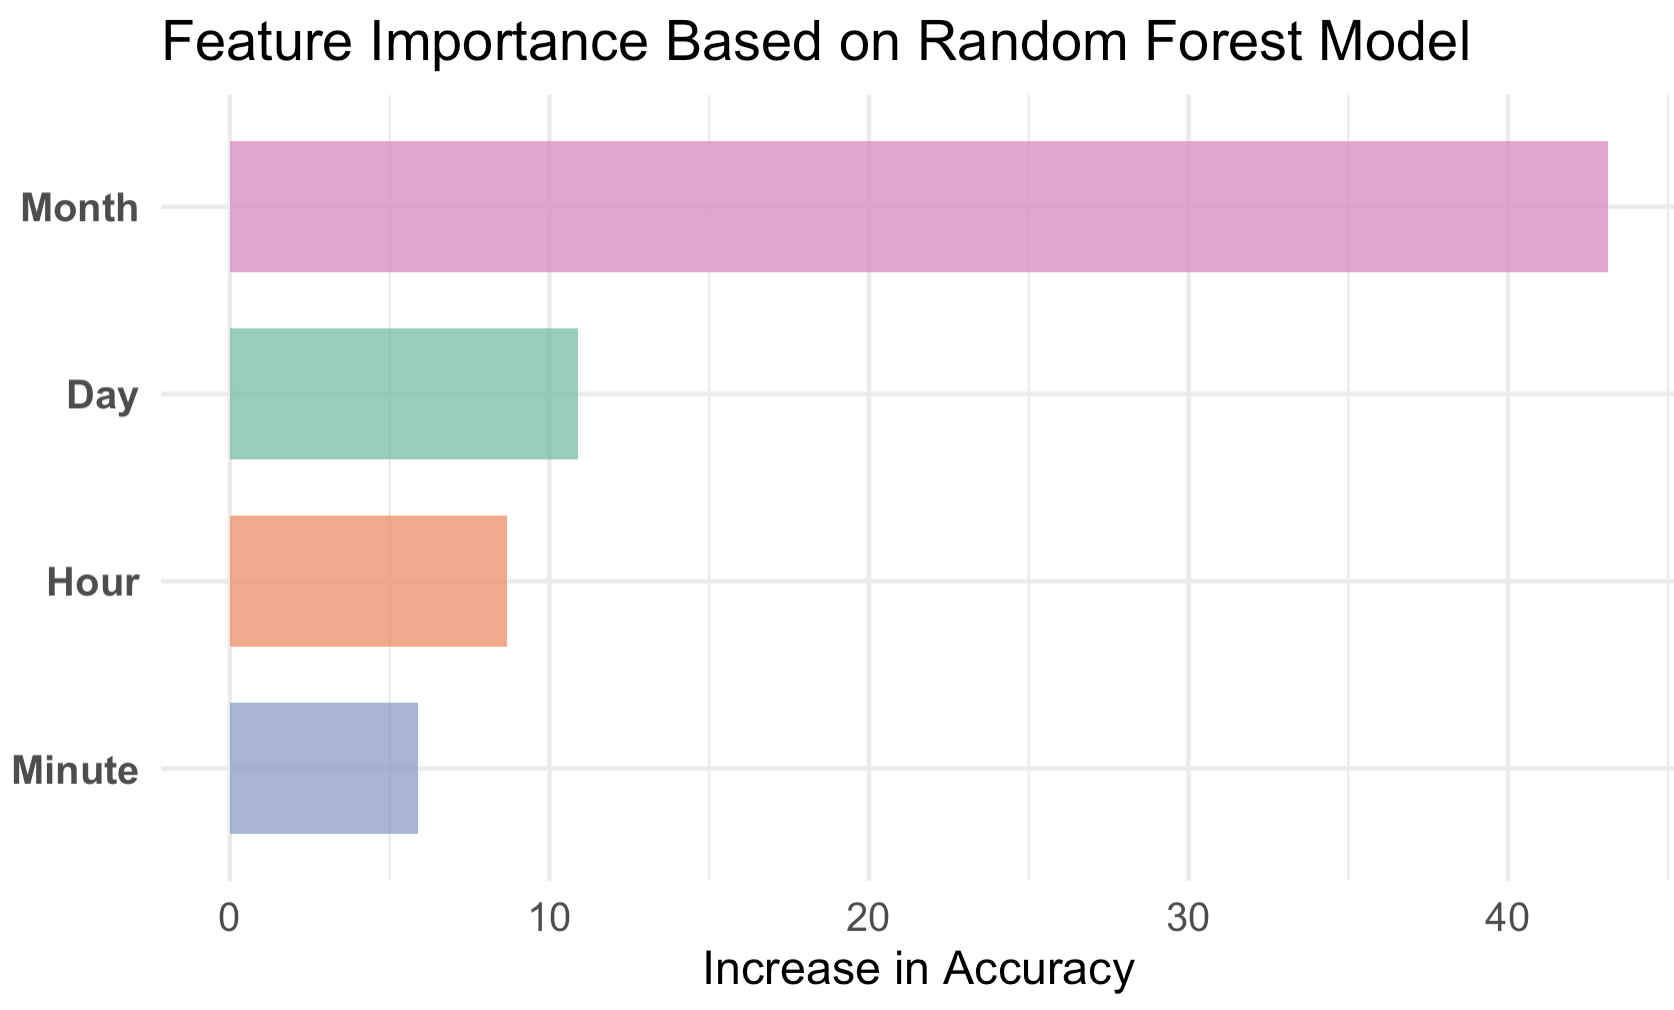 Feature Importance Based on Random Forest Model
Month
Day
Hour
Minute
0 10 20 30 40
Increase in Accuracy